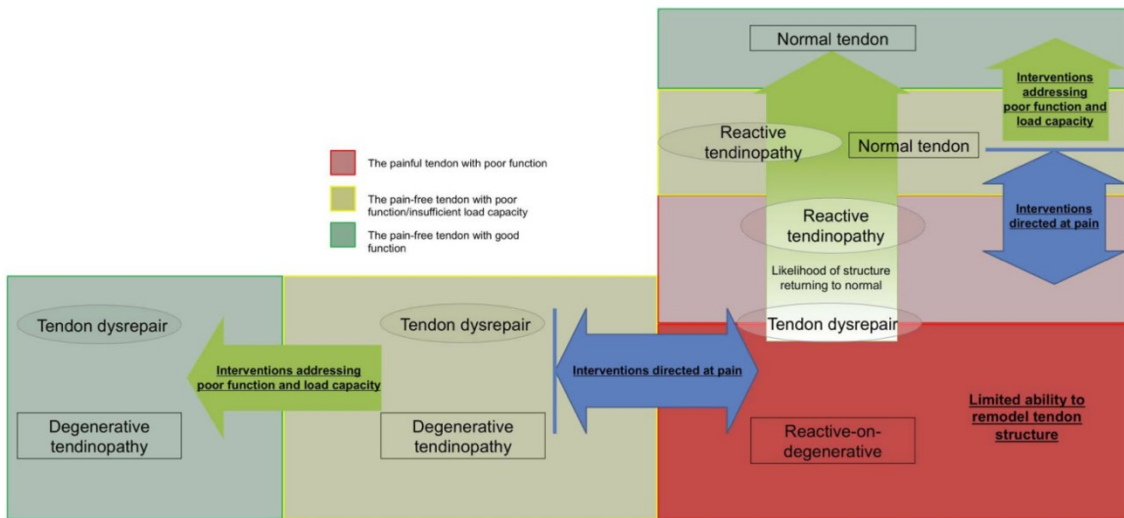 Normal tendon
Interventions
addressing
poor function and
load capacity
Reactive
tendinopathy
Normal tendon
The painful tendon with poor function
The pain-free tendon with poor
function/insufficient load capacity
The pain-free tendon with good
function
Reactive
tendinopathy
Interventions
directed at pain
Likelihood of structure
returning to normal
Tendon dysrepair
Tendon dysrepair
Tendon dysrepair
Interventions addressing
poor function and load capacity
Interventions directed at pain
Limited ability to
remodel tendon
structure
Degenerative
tendinopathy
Degenerative
tendinopathy
Reactive-on-
degenerative